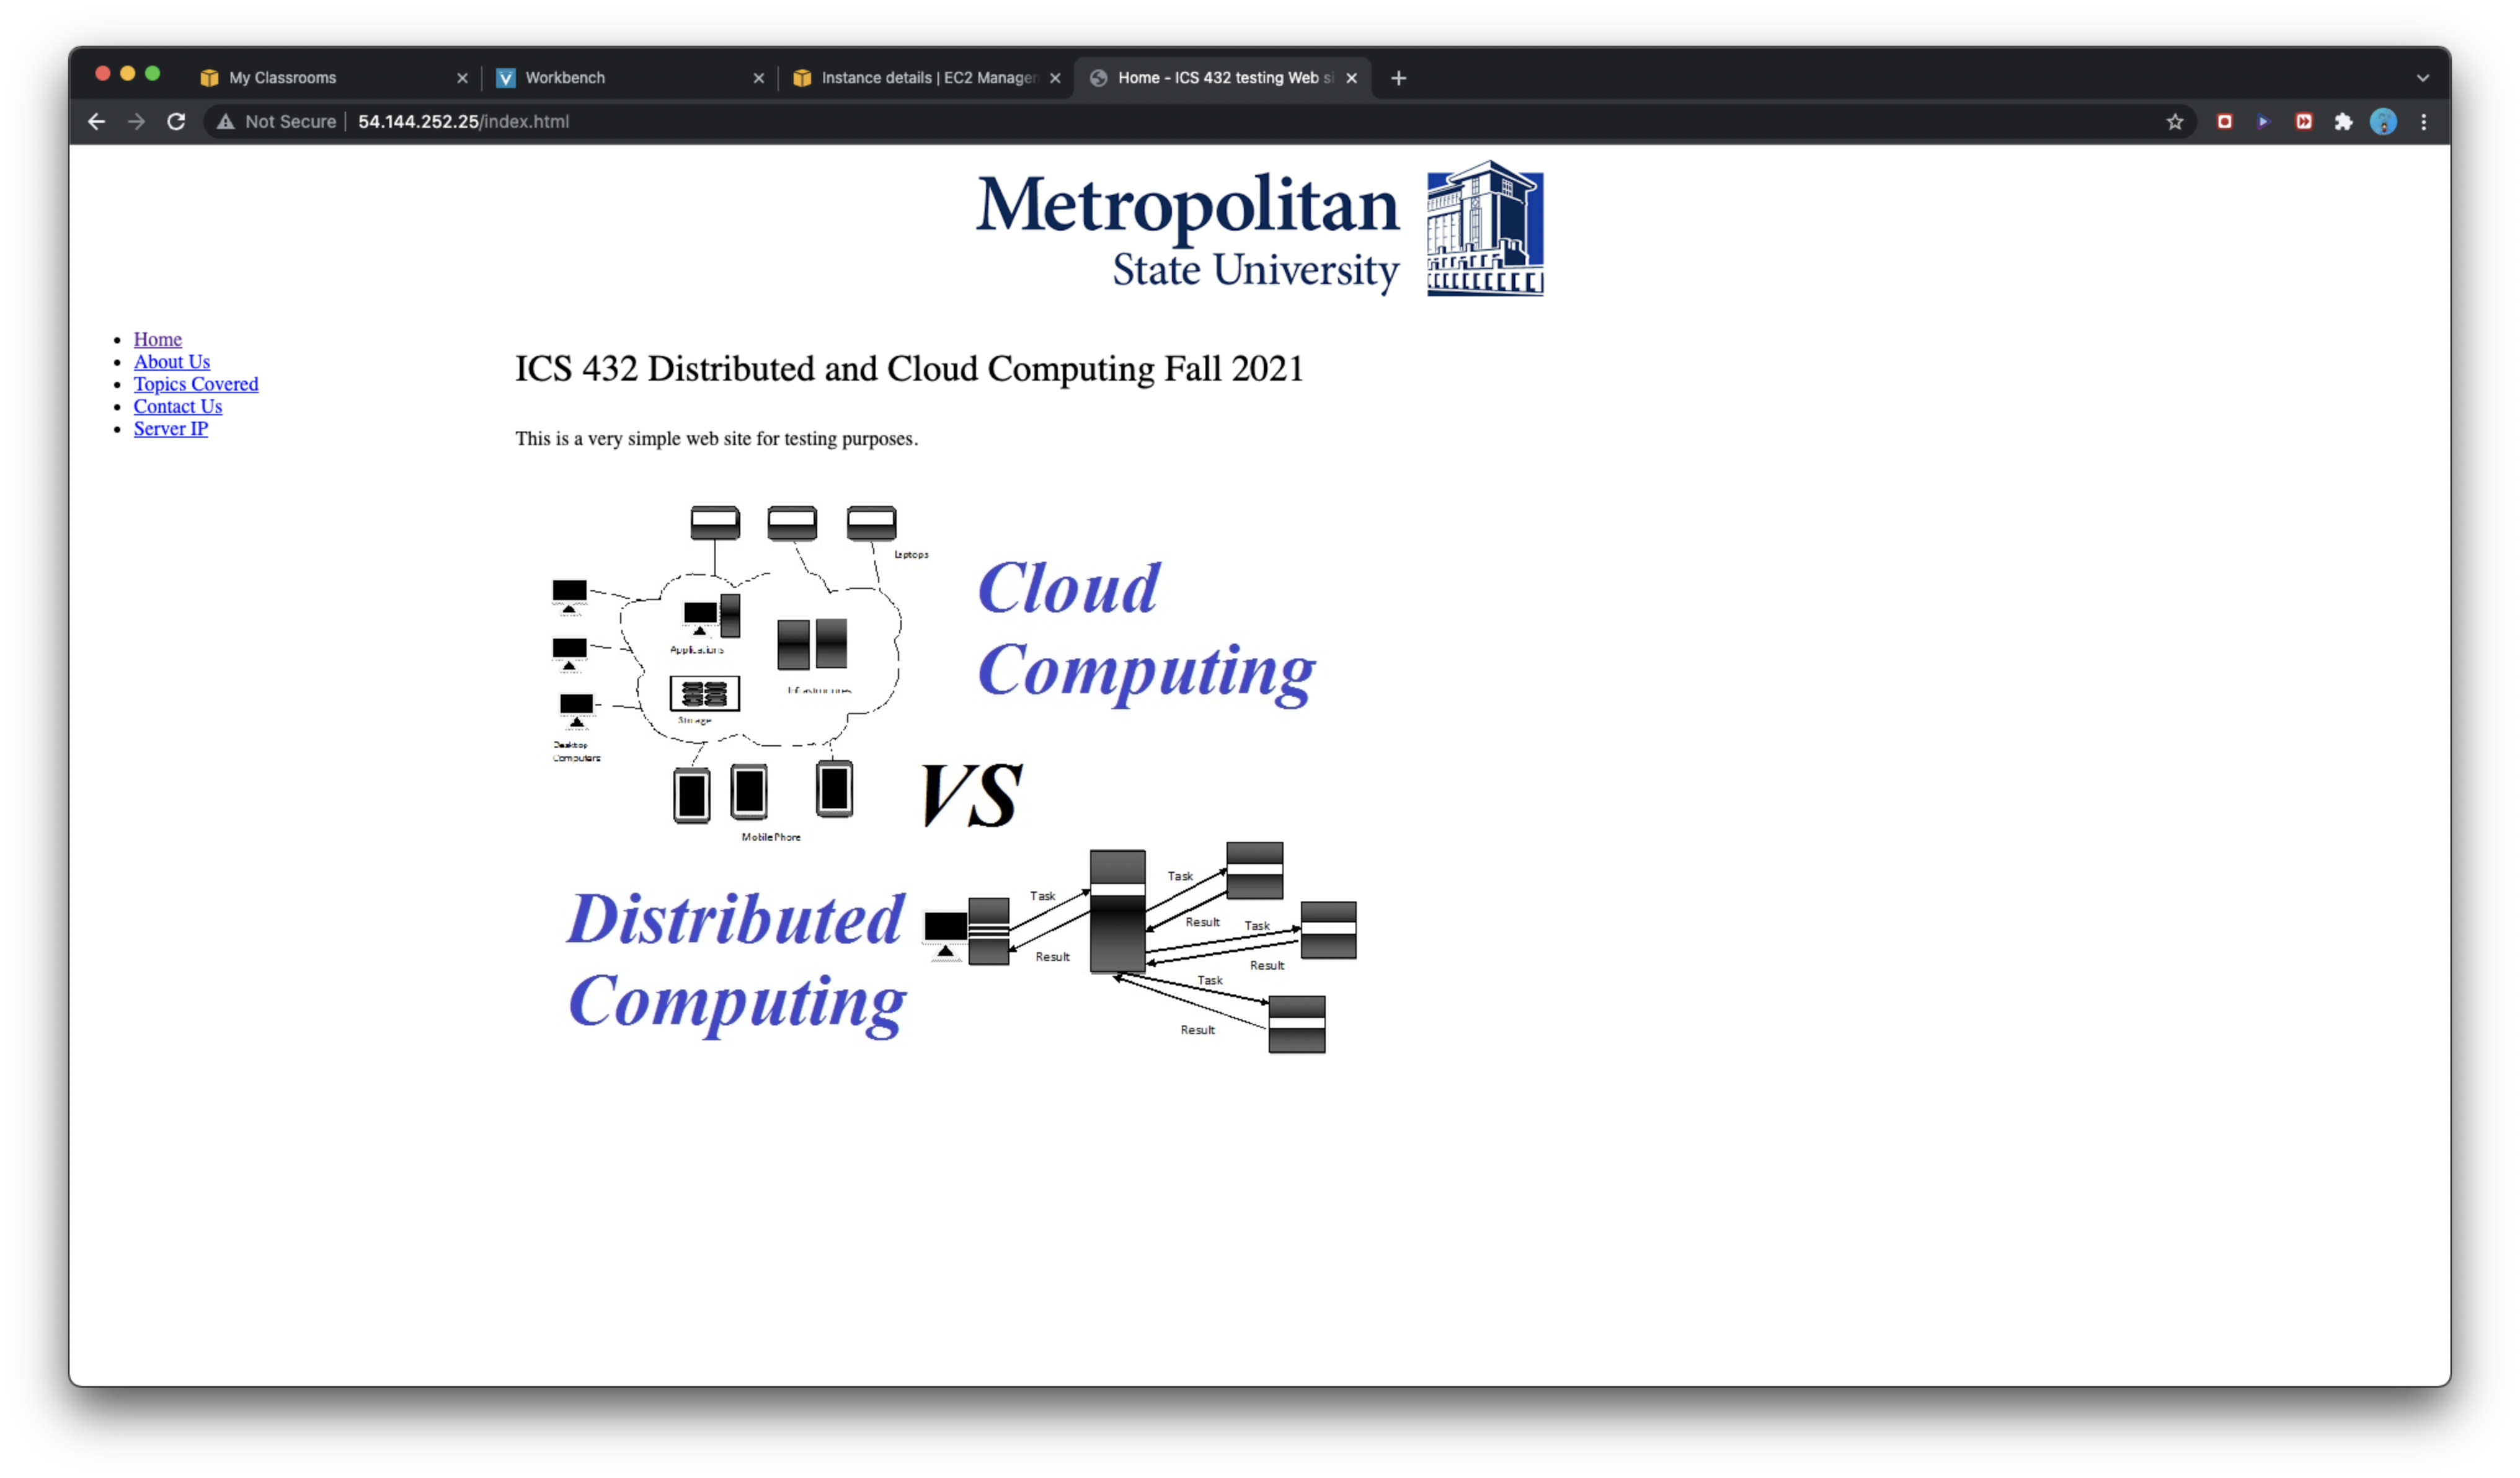 My Classrooms
Workbench
Instance details | EC2 Manager
Home - ICS 432 testing Web si
Not Secure | 54.144.252.25/index.html
Metropolitan
State University
Home
About Us
Topics Covered
Contact Us
Server IP
ICS 432 Distributed and Cloud Computing Fall 2021
This is a very simple web site for testing purposes.
Laptops
Cloud
Computing
Applications
Infrastructures
Storage
Desktop
Computers
Mobile Phone
VS
Distributed
Computing
Task
Result
Task
Result
Task
Result
Task
Result